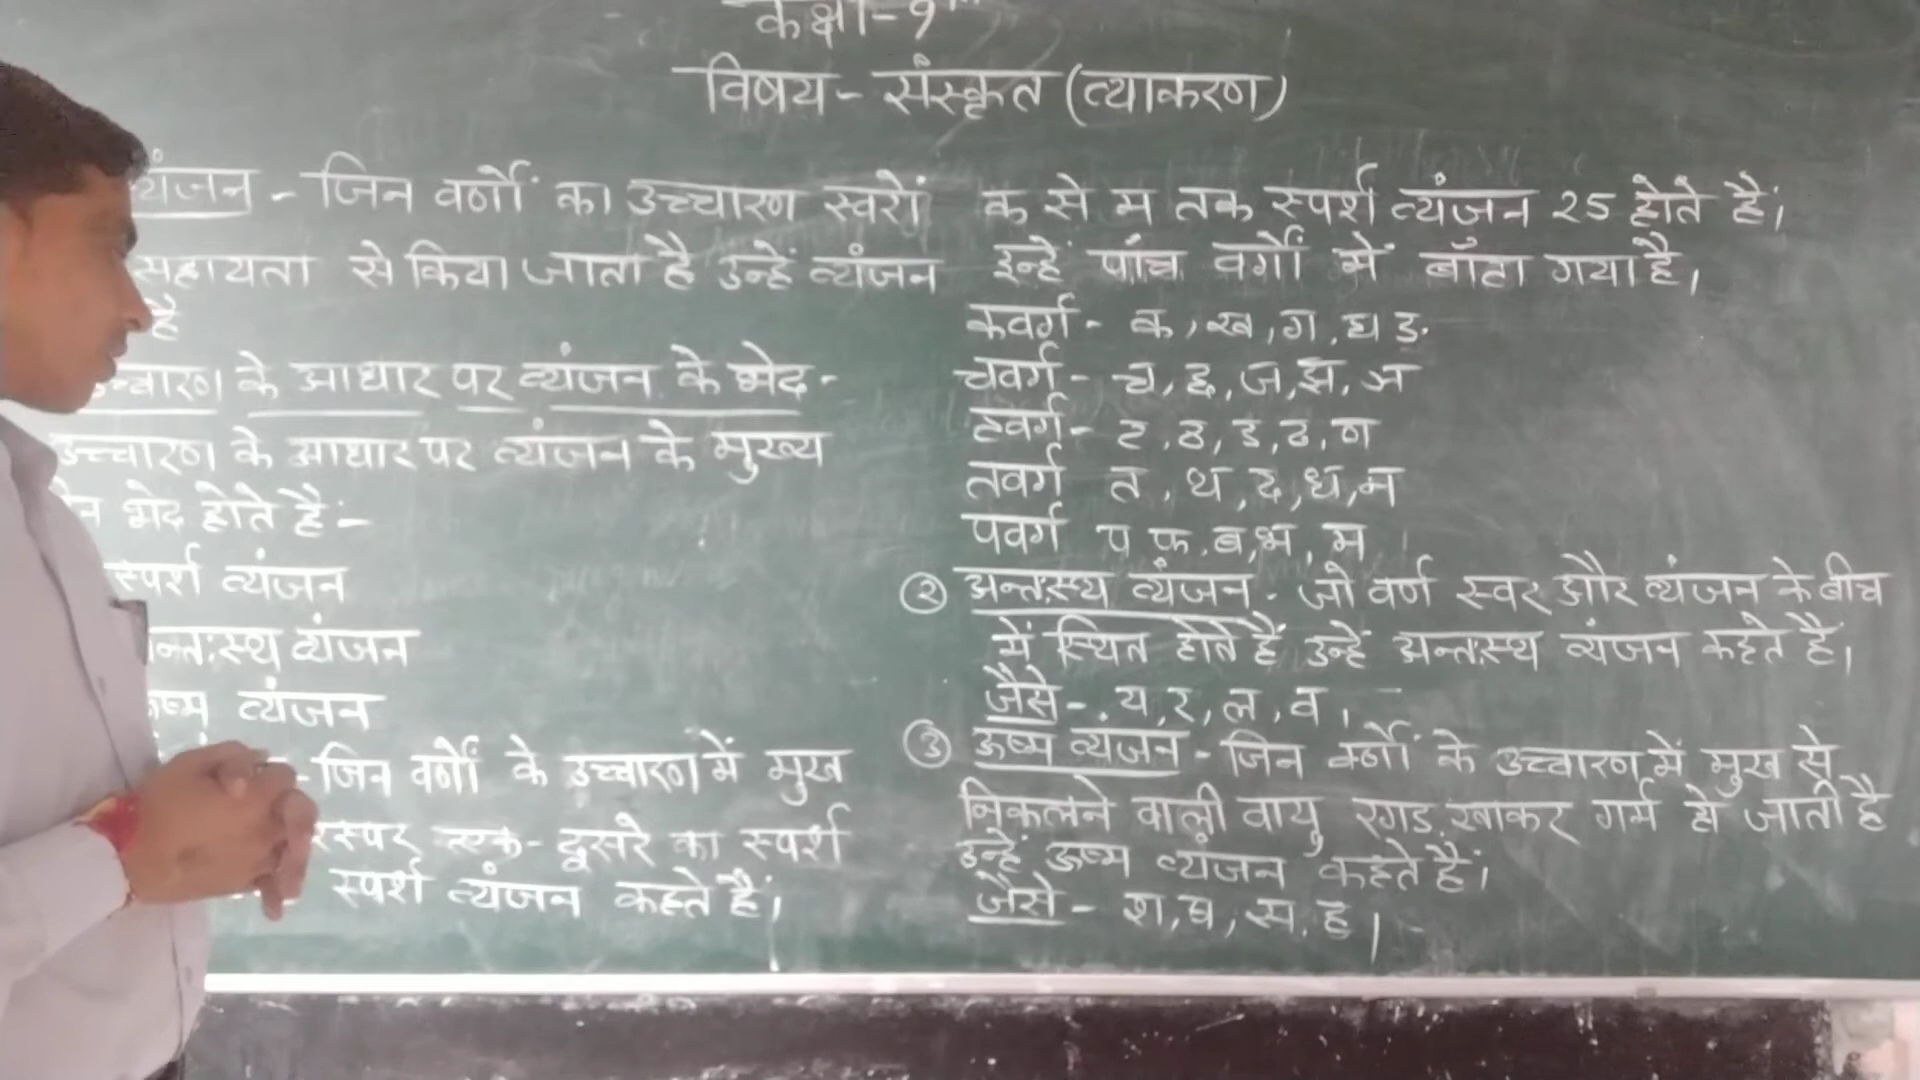 कक्षा-9
विषय - संस्कृत (व्याकरण)
व्यंजन - जिन वर्णों का उच्चारण स्वरों
सहायता से किया जाता है उन्हें व्यंजन
है
उच्चारण के आधार पर व्यंजन के भेद -
उच्चारण के आधार पर व्यंजन के मुख्य
भेद होते है:-
स्पर्श व्यंजन
अन्तःस्थ व्यंजन
ऊष्म व्यंजन
- जिन वर्णों के उच्चारण में मुख
परस्पर एक-दूसरे का स्पर्श
स्पर्श व्यंजन कहते है।
क से म तक स्पर्श व्यंजन 25 होते है।
इन्हें पाँच वर्गों में बाँटा गया है।
कवर्ग - क, ख, ग, घ ङ
चवर्ग - च, छ, ज, झ, ञ
टवर्ग - ट, ठ, ड, ढ, ण
तवर्ग त, थ, द, ध, न
पवर्ग प फ, ब, भ, म
② अन्तःस्थ व्यंजन - जो वर्ण स्वर और व्यंजन के बीच
में स्थित होते है उन्हें अन्तःस्थ व्यंजन कहते है।
जैसे - य, र, ल, व।
③ ऊष्म व्यंजन - जिन वर्णों के उच्चारण में मुख से
निकलने वाली वायु रगड़ खाकर गर्म हो जाती है
उन्हें ऊष्म व्यंजन कहते है।
जैसे - श, ष, स, ह।